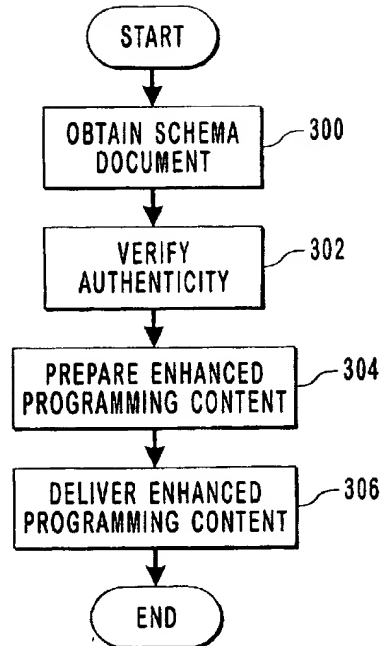 START
OBTAIN SCHEMA
DOCUMENT
300
VERIFY
AUTHENTICITY
302
PREPARE ENHANCED
PROGRAMMING CONTENT
304
DELIVER ENHANCED
PROGRAMMING CONTENT
306
END